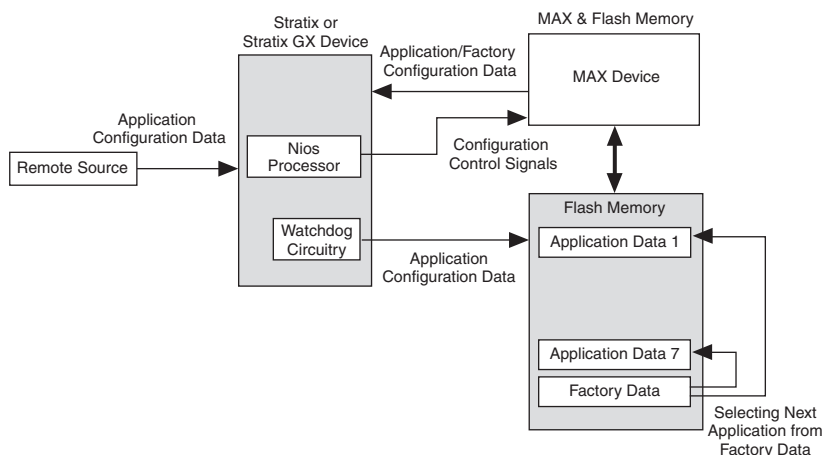 Stratix or
Stratix GX Device
MAX & Flash Memory
Application/Factory
Configuration Data
MAX Device
Application
Configuration Data
Remote Source
Nios
Processor
Configuration
Control Signals
Flash Memory
Watchdog
Circuitry
Application Data 1
Application
Configuration Data
Application Data 7
Factory Data
Selecting Next
Application from
Factory Data